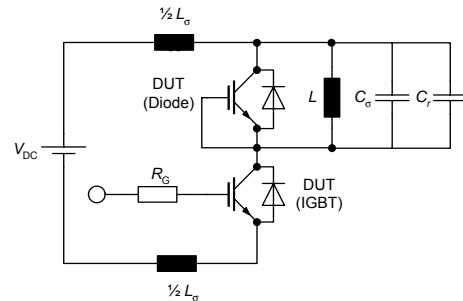 ½ Lσ
DUT
(Diode)
L
Cσ
Cr
VDC
RG
DUT
(IGBT)
½ Lσ